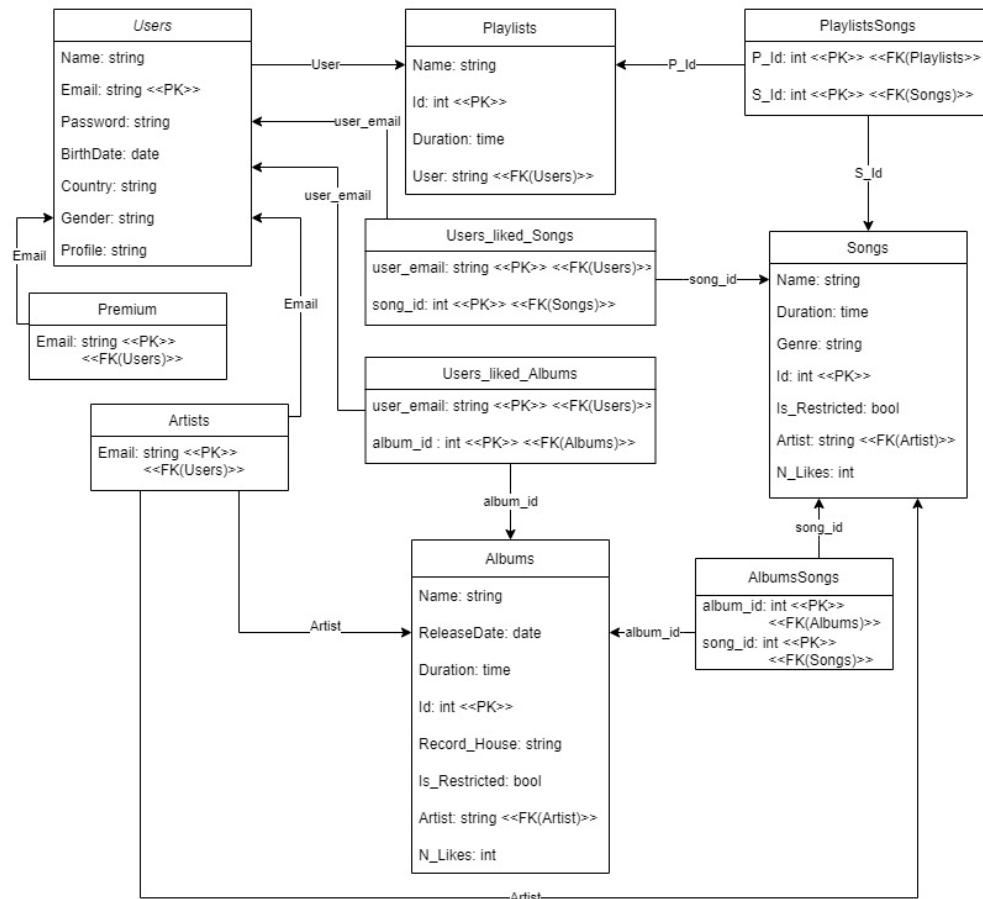 Users
Name: string
Email: string <<PK>>
Password: string
BirthDate: date
Country: string
Gender: string
Profile: string
User
Playlists
Name: string
Id: int <<PK>>
Duration: time
User: string <<FK(Users)>>
P_Id
PlaylistsSongs
P_Id: int <<PK>> <<FK(Playlists>>
S_Id: int <<PK>> <<FK(Songs)>>
S_Id
user_email
user_email
Email
Email
Premium
Email: string <<PK>>
<<FK(Users)>>
Users_liked_Songs
user_email: string <<PK>> <<FK(Users)>>
song_id: int <<PK>> <<FK(Songs)>>
song_id
Songs
Name: string
Duration: time
Genre: string
Id: int <<PK>>
Is_Restricted: bool
Artist: string <<FK(Artist)>>
N_Likes: int
Users_liked_Albums
user_email: string <<PK>> <<FK(Users)>>
album_id : int <<PK>> <<FK(Albums)>>
album_id
Artists
Email: string <<PK>>
<<FK(Users)>>
Artist
Albums
Name: string
ReleaseDate: date
Duration: time
Id: int <<PK>>
Record_House: string
Is_Restricted: bool
Artist: string <<FK(Artist)>>
N_Likes: int
album_id
song_id
AlbumsSongs
album_id: int <<PK>>
<<FK(Albums)>>
song_id: int <<PK>>
<<FK(Songs)>>
Artist